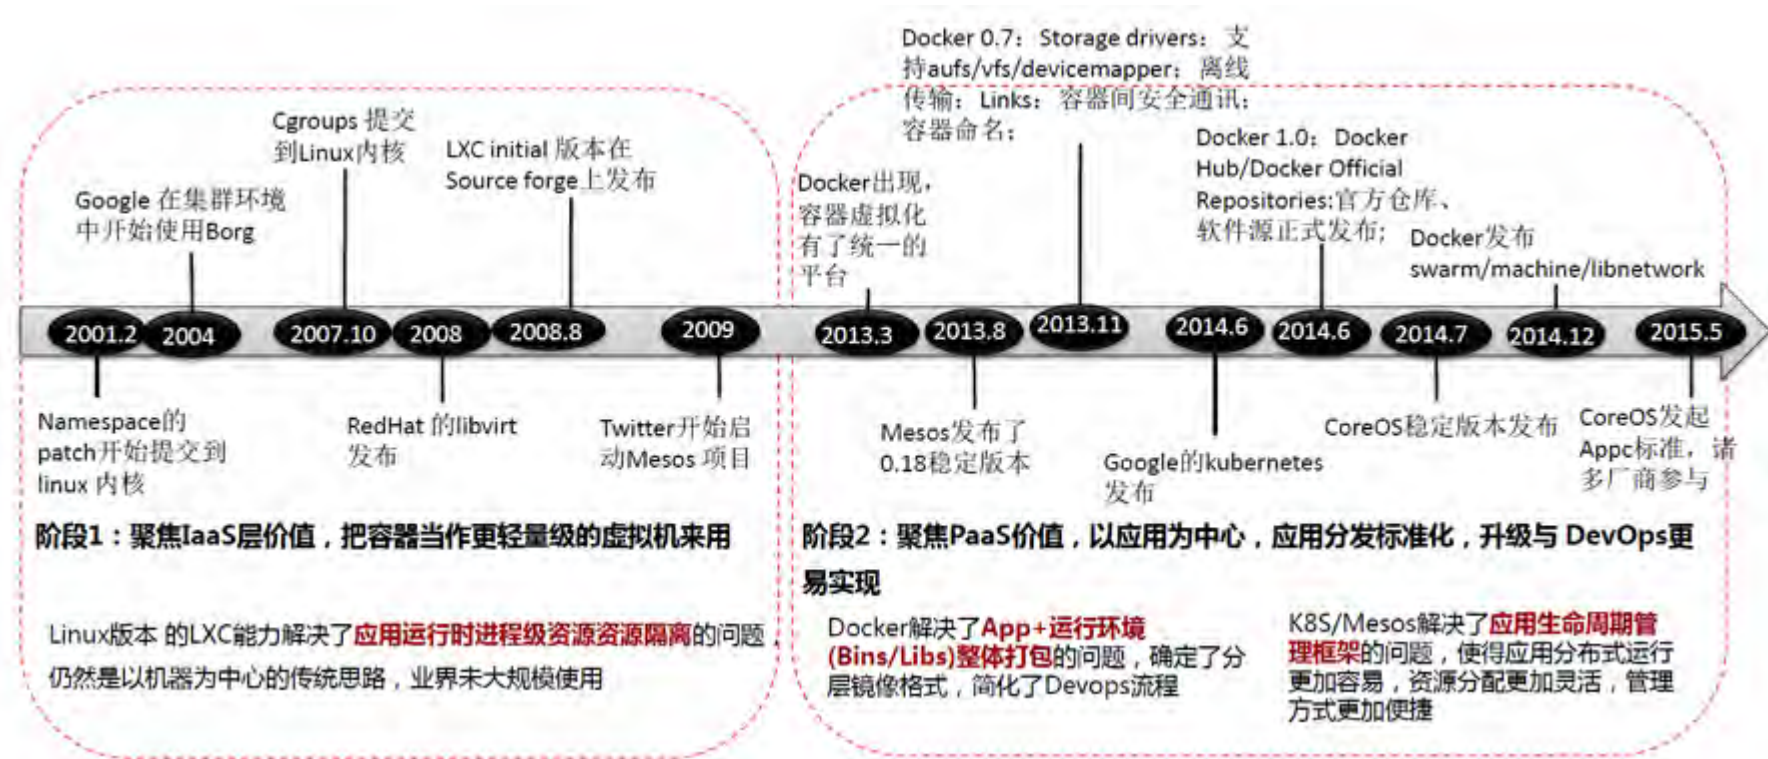 Docker 0.7：Storage drivers：支
持aufs/vfs/devicemapper；离线
传输；Links：容器间安全通讯；
容器命名；
Cgroups 提交
到Linux内核
LXC initial 版本在
Source forge上发布
Google 在集群环境
中开始使用Borg
Docker出现，
容器虚拟化
有了统一的
平台
Docker 1.0：Docker
Hub/Docker Official
Repositories:官方仓库、
软件源正式发布;
Docker发布
swarm/machine/libnetwork
2001.2
2004
2007.10
2008
2008.8
2009
2013.3
2013.8
2013.11
2014.6
2014.6
2014.7
2014.12
2015.5
Namespace的
patch开始提交到
linux 内核
RedHat 的libvirt
发布
Twitter开始启
动Mesos 项目
Mesos发布了
0.18稳定版本
Google的kubernetes
发布
CoreOS稳定版本发布
CoreOS发起
Appc标准，诸
多厂商参与
阶段1：聚焦IaaS层价值，把容器当作更轻量级的虚拟机来用
Linux版本 的LXC能力解决了应用运行时进程级资源资源隔离的问题，
仍然是以机器为中心的传统思路，业界未大规模使用
阶段2：聚焦PaaS价值，以应用为中心，应用分发标准化，升级与 DevOps更
易实现
Docker解决了App+运行环境
(Bins/Libs)整体打包的问题，确定了分
层镜像格式，简化了Devops流程
K8S/Mesos解决了应用生命周期管
理框架的问题，使得应用分布式运行
更加容易，资源分配更加灵活，管理
方式更加便捷